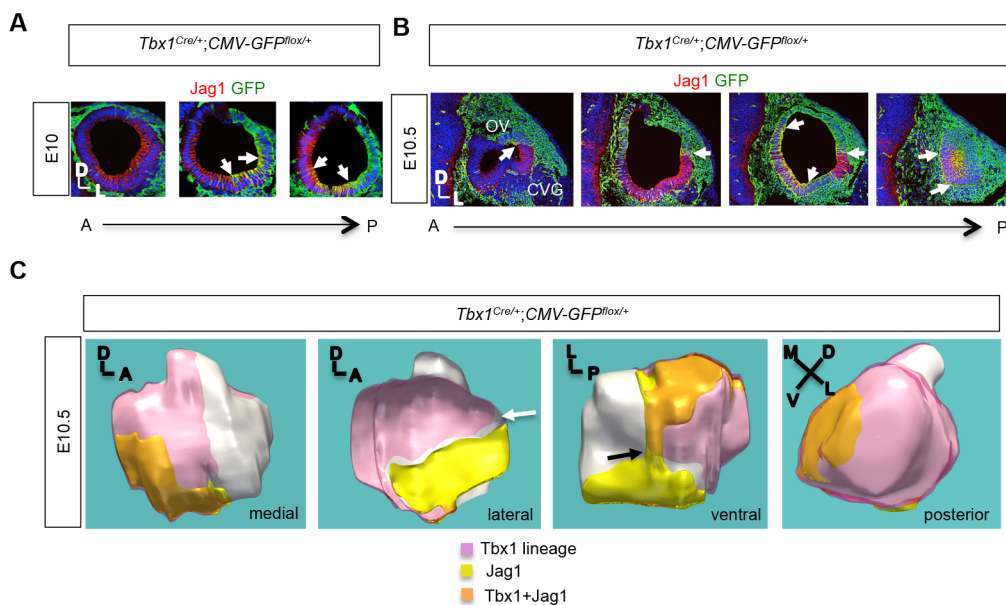 A
Tbx1Cre/+;CMV-GFPflox/+
Jag1 GFP
E10
D
L
A P
B
Tbx1Cre/+;CMV-GFPflox/+
Jag1 GFP
E10.5
OV
CVG
D
L
A P
C
Tbx1Cre/+;CMV-GFPflox/+
E10.5
D
A
medial
D
A
lateral
L
P
ventral
M D
V L
posterior
Tbx1 lineage
Jag1
Tbx1+Jag1